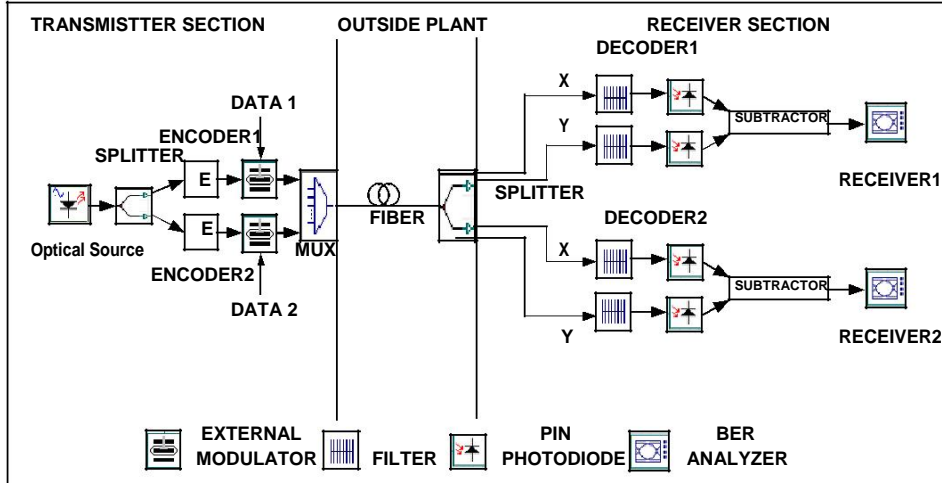 TRANSMISTTER SECTION
OUTSIDE PLANT
RECEIVER SECTION
DECODER1
X
Y
SUBTRACTOR
RECEIVER1
DATA 1
ENCODER1
SPLITTER
E
E
Optical Source
ENCODER2
DATA 2
MUX
FIBER
SPLITTER
DECODER2
X
Y
SUBTRACTOR
RECEIVER2
EXTERNAL
MODULATOR
FILTER
PIN
PHOTODIODE
BER
ANALYZER